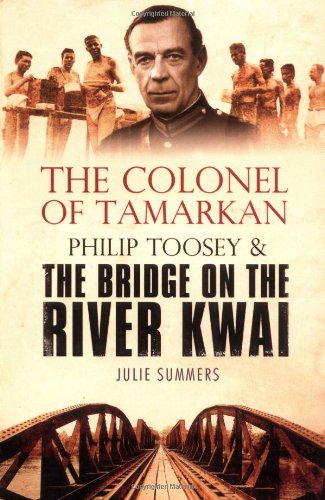 THE COLONEL
OF TAMARKAN
PHILIP TOOSEY &
THE BRIDGE ON THE
RIVER KWAI
JULIE SUMMERS